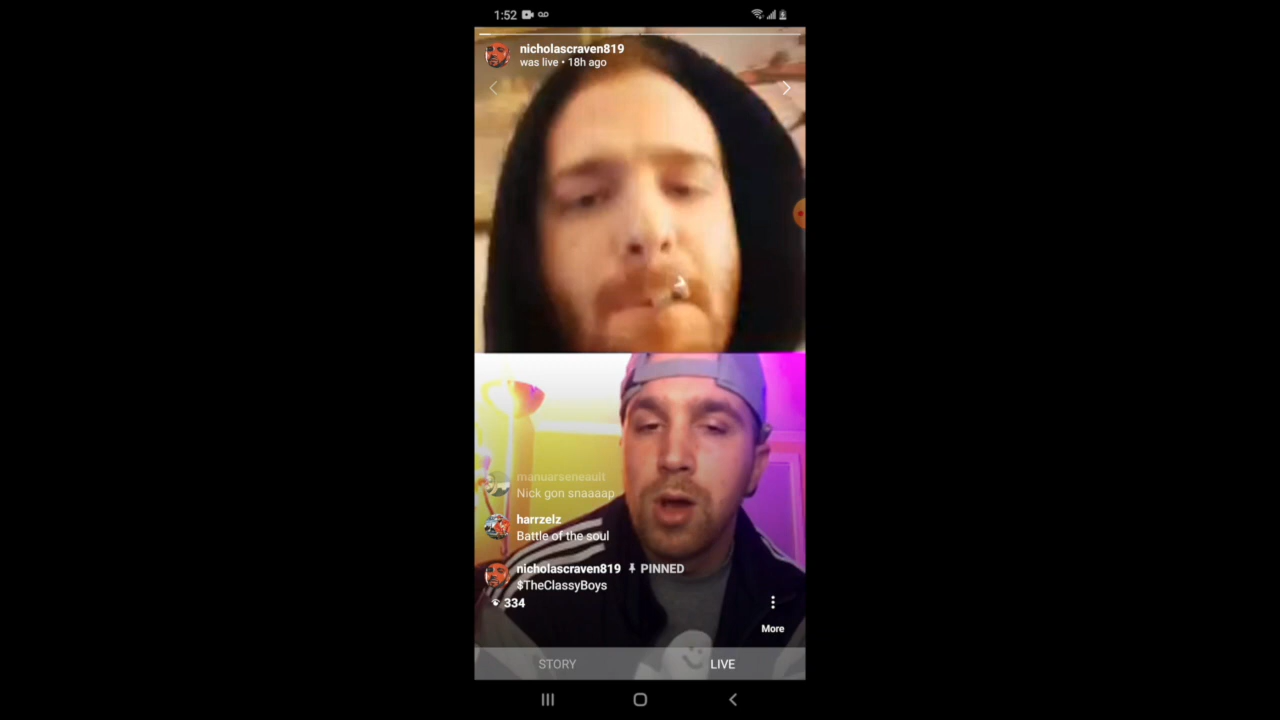 1:52
nicholascraven819
was live • 18h ago
manuarseneault
Nick gon snaaaap
harrzelz
Battle of the soul
nicholascraven819 PINNED
$TheClassyBoys
334
More
STORY LIVE